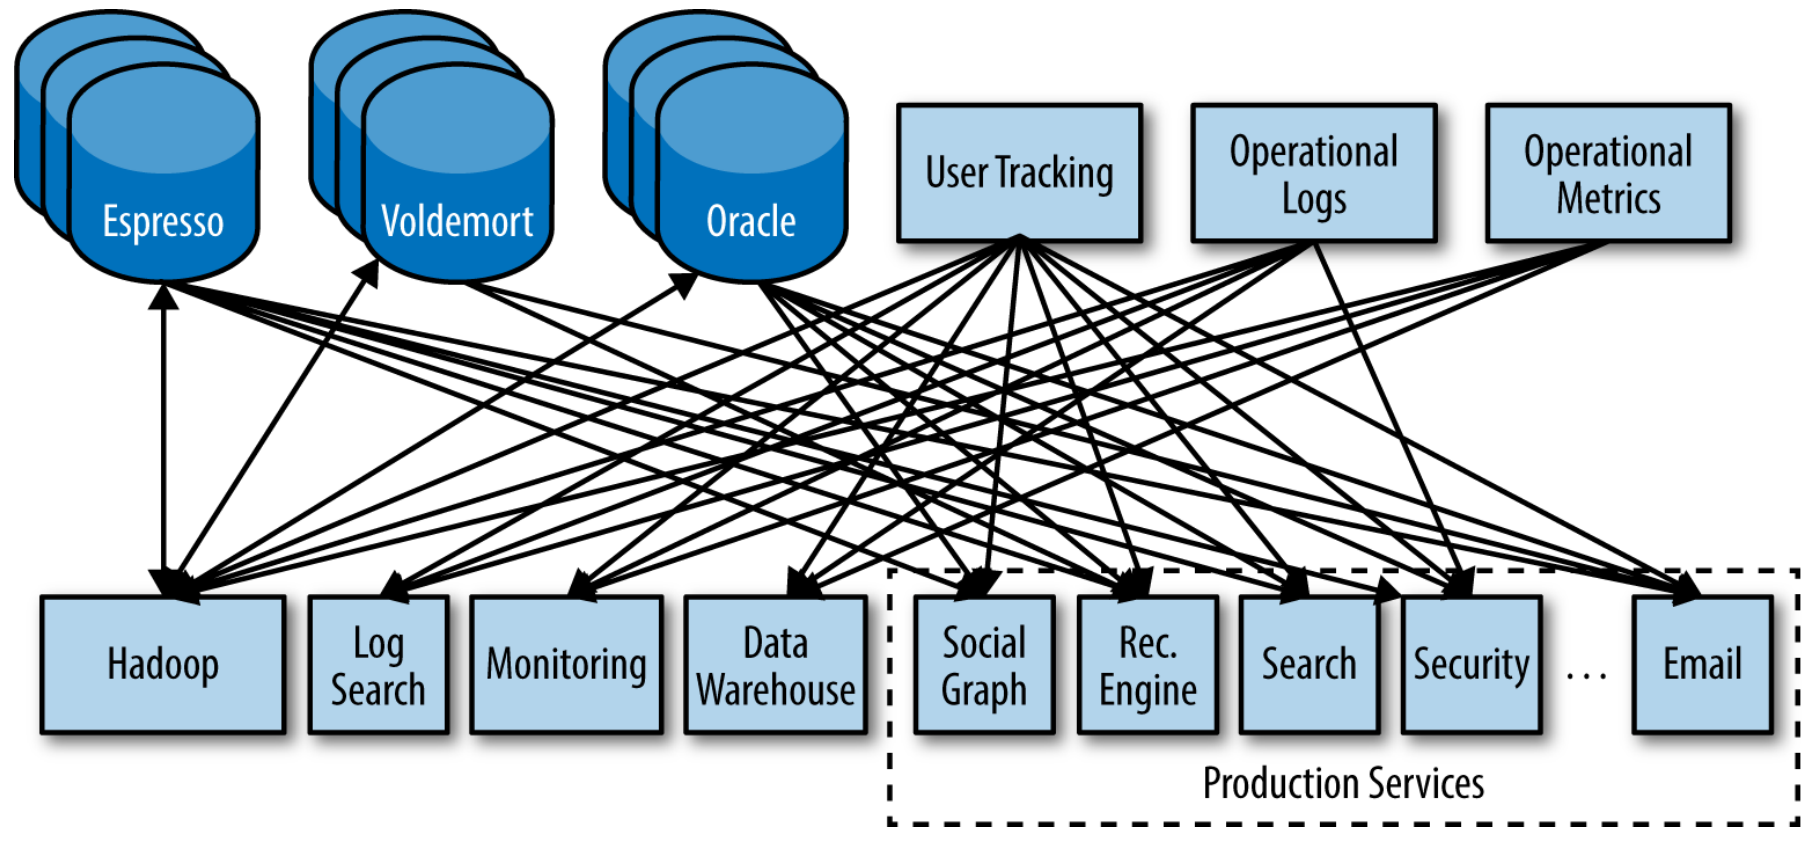 Espresso
Voldemort
Oracle
User Tracking
Operational
Logs
Operational
Metrics
Hadoop
Log
Search
Monitoring
Data
Warehouse
Social
Graph
Rec.
Engine
Search
Security
...
Email
Production Services